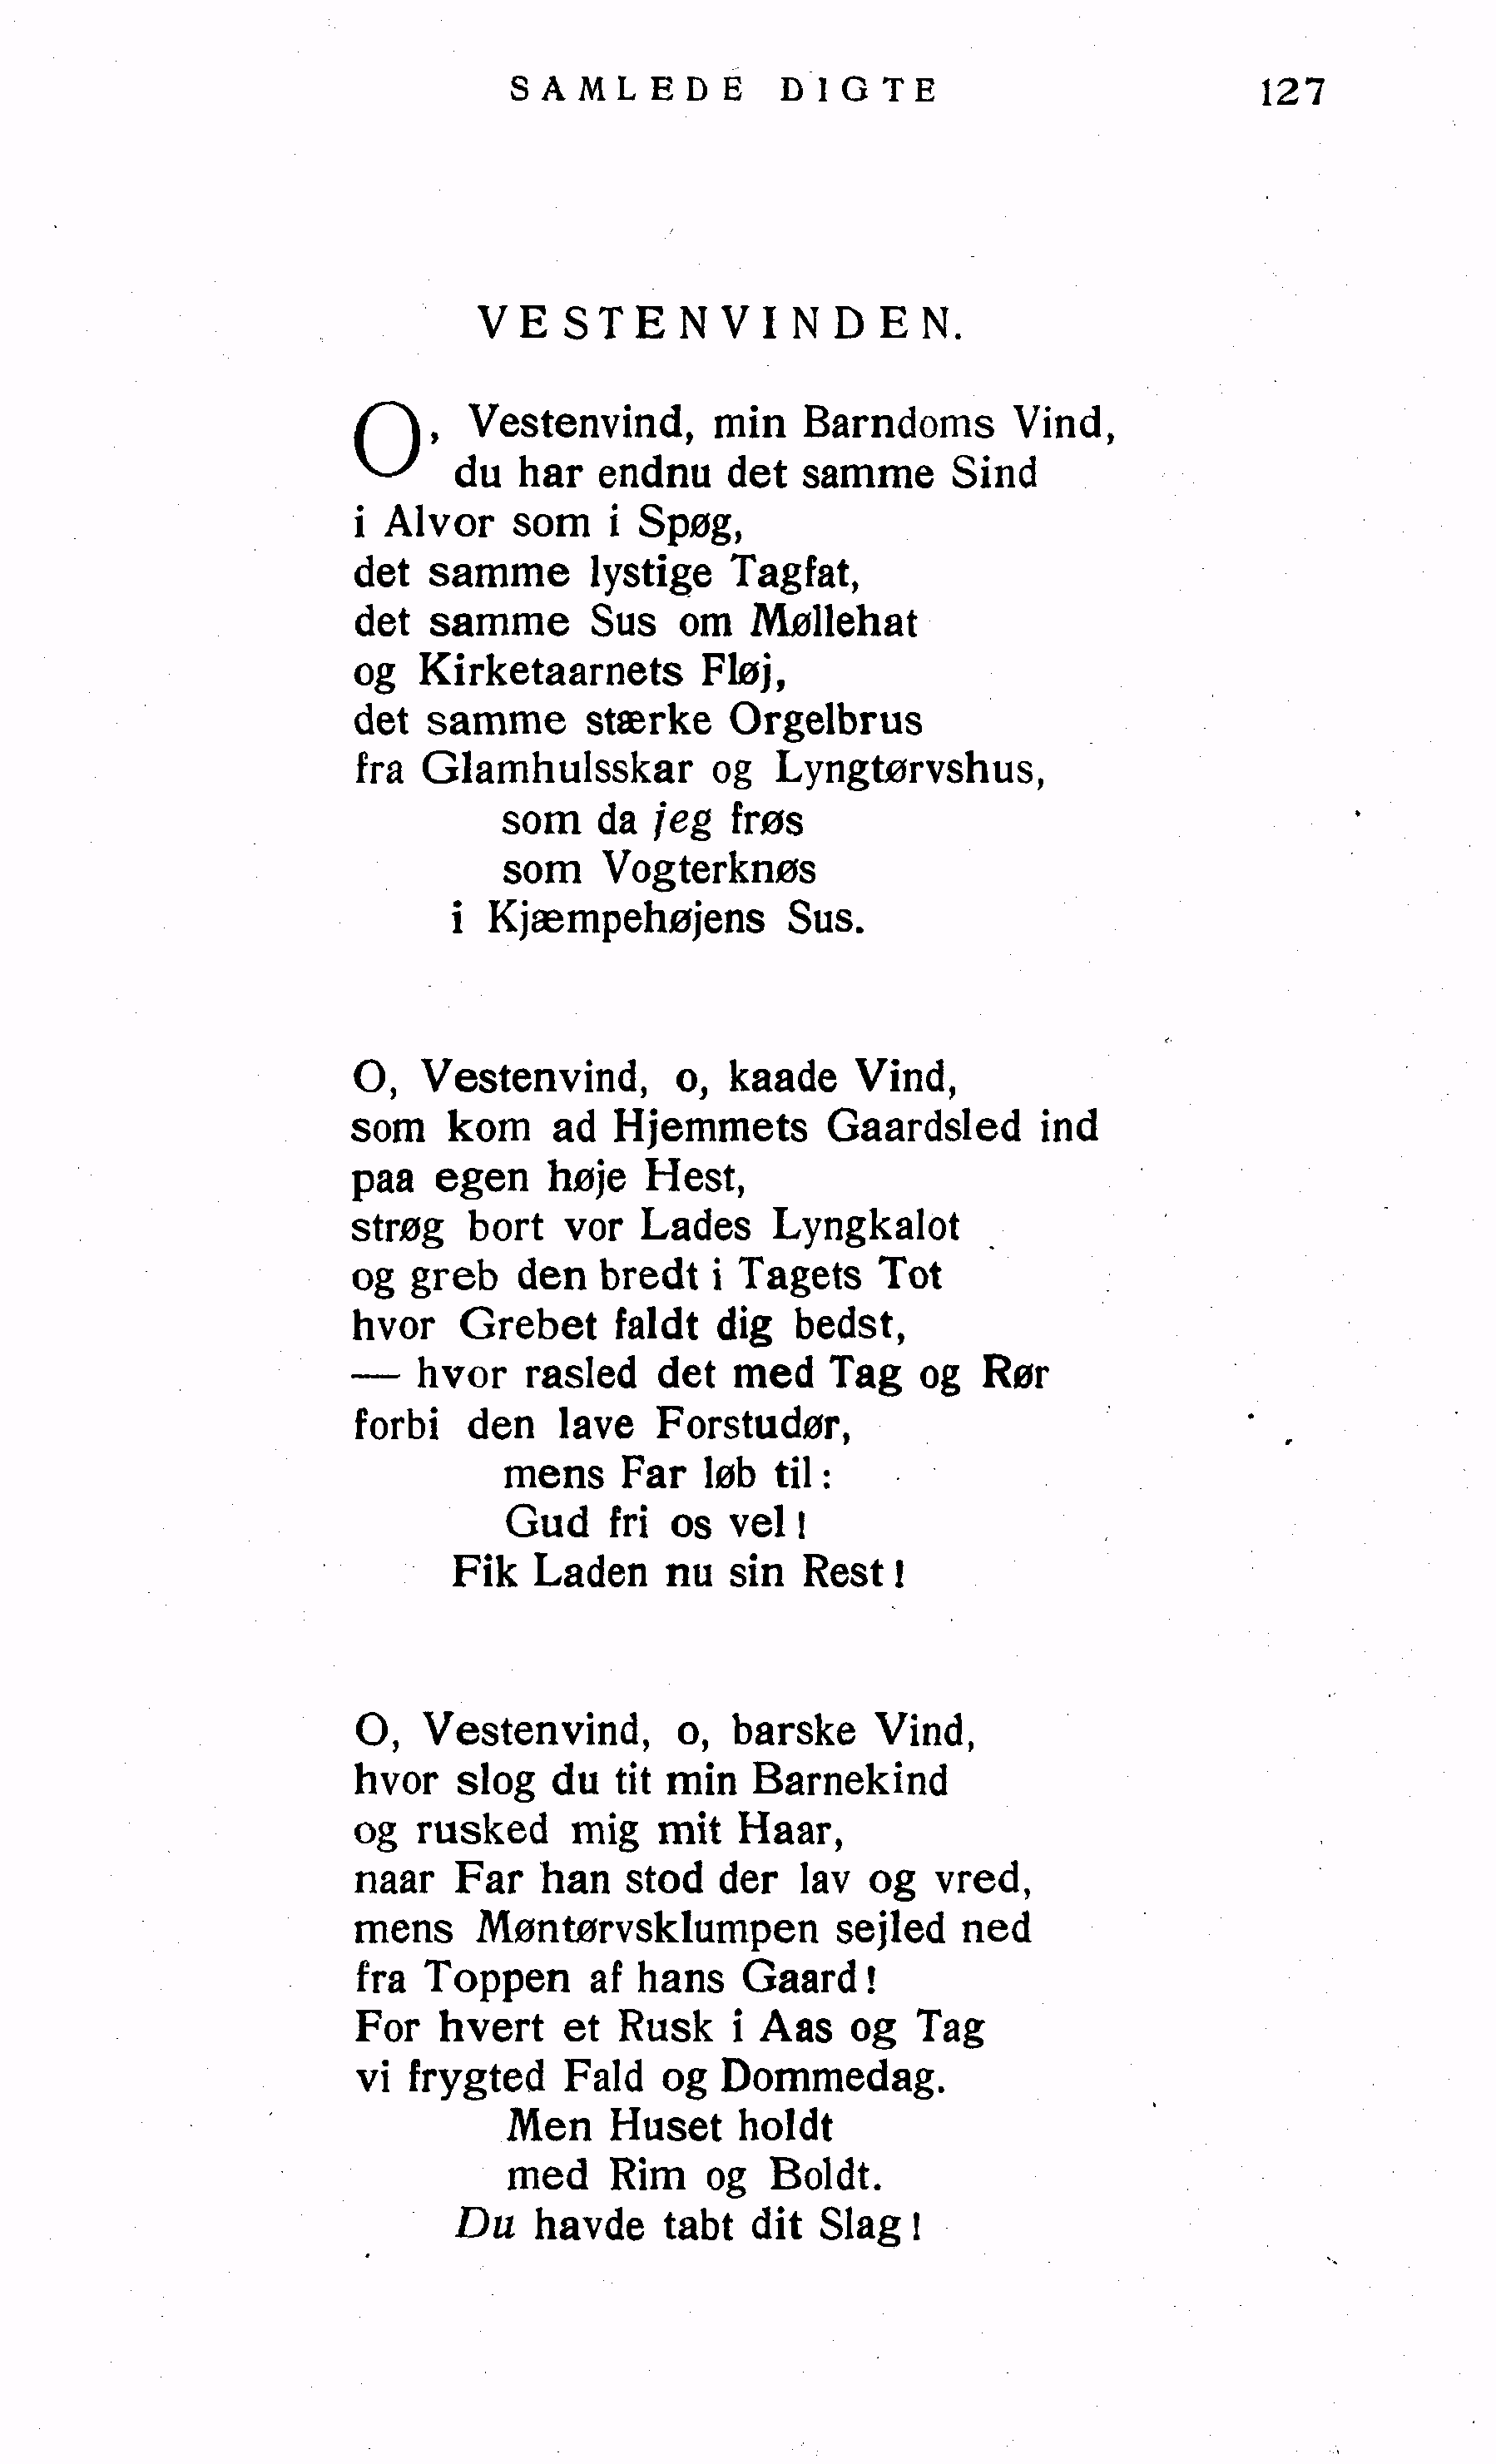 SAMLEDE DIGTE 127
VESTENVINDEN.
O, Vestenvind, min Barndoms Vind,
du har endnu det samme Sind
i Alvor som i Spøg,
det samme lystige Tagfat,
det samme Sus om Møllehat
og Kirketaarnets Fløj,
det samme stærke Orgelbrus
fra Glamhulsskar og Lyngtørvshus,
som da jeg frøs
som Vogterknøs
i Kjæmpehøjens Sus.
O, Vestenvind, o, kaade Vind,
som kom ad Hjemmets Gaardsled ind
paa egen høje Hest,
strøg bort vor Lades Lyngkalot
og greb den bredt i Tagets Tot
hvor Grebet faldt dig bedst,
— hvor rasled det med Tag og Rør
forbi den lave Forstudør,
mens Far løb til:
Gud fri os vel!
Fik Laden nu sin Rest!
O, Vestenvind, o, barske Vind,
hvor slog du tit min Barnekind
og rusked mig mit Haar,
naar Far han stod der lav og vred,
mens Møntørvsklumpen sejled ned
fra Toppen af hans Gaard!
For hvert et Rusk i Aas og Tag
vi frygted Fald og Dommedag.
Men Huset holdt
med Rim og Boldt.
Du havde tabt dit Slag!